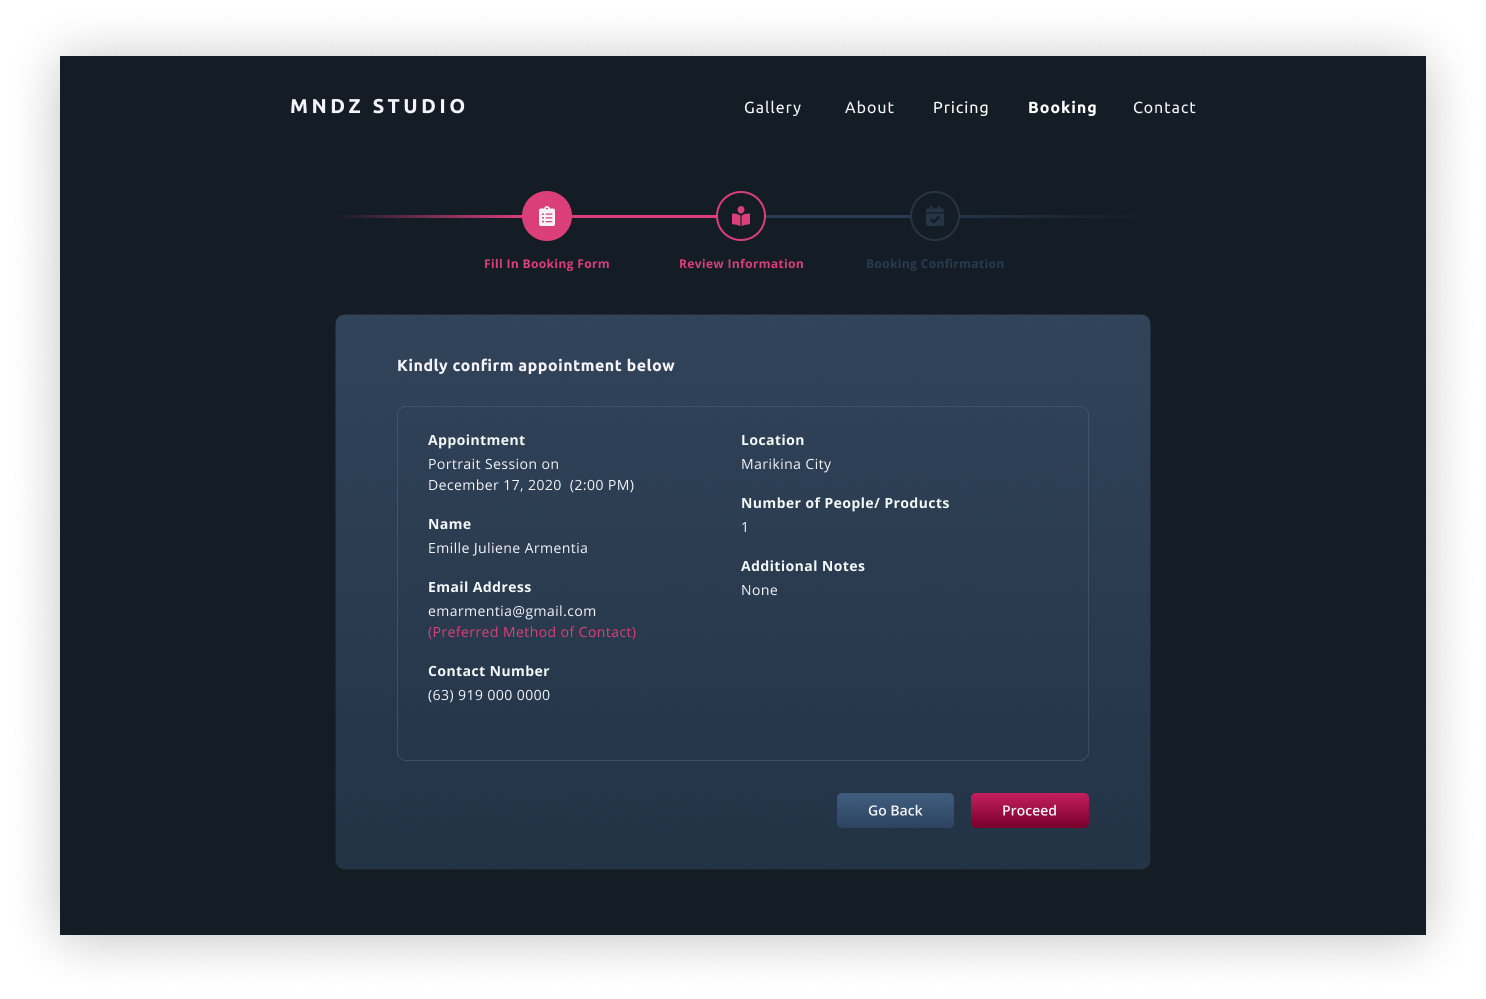 MNDZ STUDIO
Gallery About Pricing Booking Contact
Fill In Booking Form
Review Information
Booking Confirmation
Kindly confirm appointment below
Appointment
Portrait Session on
December 17, 2020 (2:00 PM)
Name
Emille Juliene Armentia
Email Address
emarmentia@gmail.com
(Preferred Method of Contact)
Contact Number
(63) 919 000 0000
Location
Marikina City
Number of People/ Products
1
Additional Notes
None
Go Back
Proceed